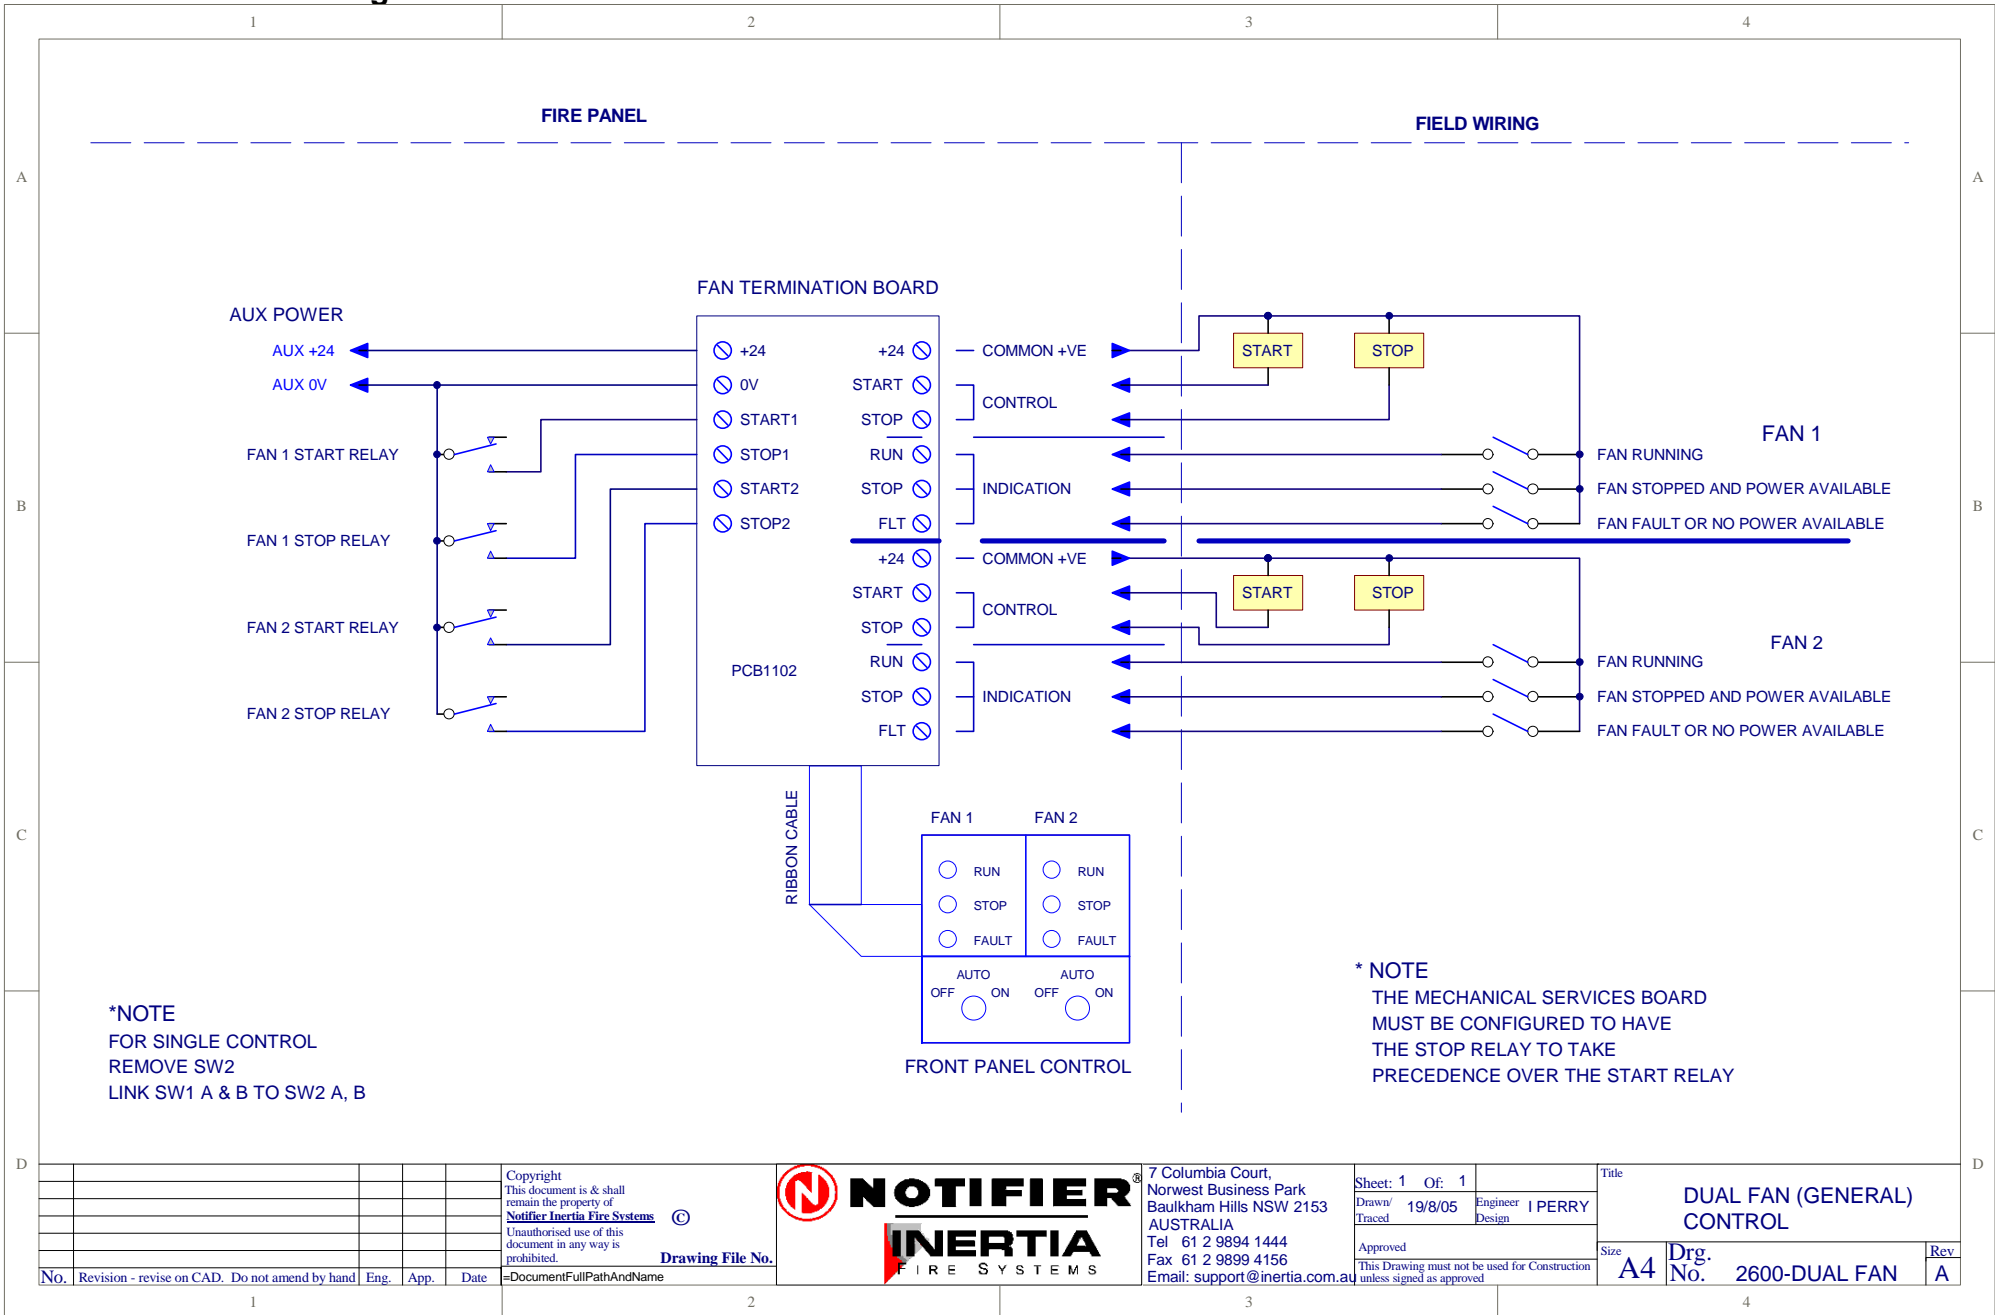 1 2 3 4
FIRE PANEL
FIELD WIRING
A A
FAN TERMINATION BOARD
AUX POWER
AUX +24
AUX 0V
FAN 1 START RELAY
FAN 1 STOP RELAY
FAN 2 START RELAY
FAN 2 STOP RELAY
+24
0V
START1
STOP1
START2
STOP2
PCB1102
+24
START
STOP
RUN
STOP
FLT
+24
START
STOP
RUN
STOP
FLT
COMMON +VE
CONTROL
INDICATION
COMMON +VE
CONTROL
INDICATION
START STOP
FAN 1
FAN RUNNING
FAN STOPPED AND POWER AVAILABLE
FAN FAULT OR NO POWER AVAILABLE
START STOP
FAN 2
FAN RUNNING
FAN STOPPED AND POWER AVAILABLE
FAN FAULT OR NO POWER AVAILABLE
B B
RIBBON CABLE
FAN 1 FAN 2
RUN RUN
STOP STOP
FAULT FAULT
AUTO AUTO
OFF ON OFF ON
FRONT PANEL CONTROL
C C
*NOTE
FOR SINGLE CONTROL
REMOVE SW2
LINK SW1 A & B TO SW2 A, B
* NOTE
THE MECHANICAL SERVICES BOARD
MUST BE CONFIGURED TO HAVE
THE STOP RELAY TO TAKE
PRECEDENCE OVER THE START RELAY
D D
No. Revision - revise on CAD. Do not amend by hand Eng. App. Date
Copyright
This document is & shall
remain the property of
Notifier Inertia Fire Systems ©
Unauthorised use of this
document in any way is
prohibited. Drawing File No.
=DocumentFullPathAndName
N NOTIFIER®
INERTIA
FIRE SYSTEMS
7 Columbia Court,
Norwest Business Park
Baulkham Hills NSW 2153
AUSTRALIA
Tel 61 2 9894 1444
Fax 61 2 9899 4156
Email: support@inertia.com.au
Sheet: 1 Of: 1
Drawn/
Traced 19/8/05
Engineer
Design I PERRY
Approved
This Drawing must not be used for Construction
unless signed as approved
Title
DUAL FAN (GENERAL)
CONTROL
Size A4
Drg.
No. 2600-DUAL FAN
Rev
A
1 2 3 4